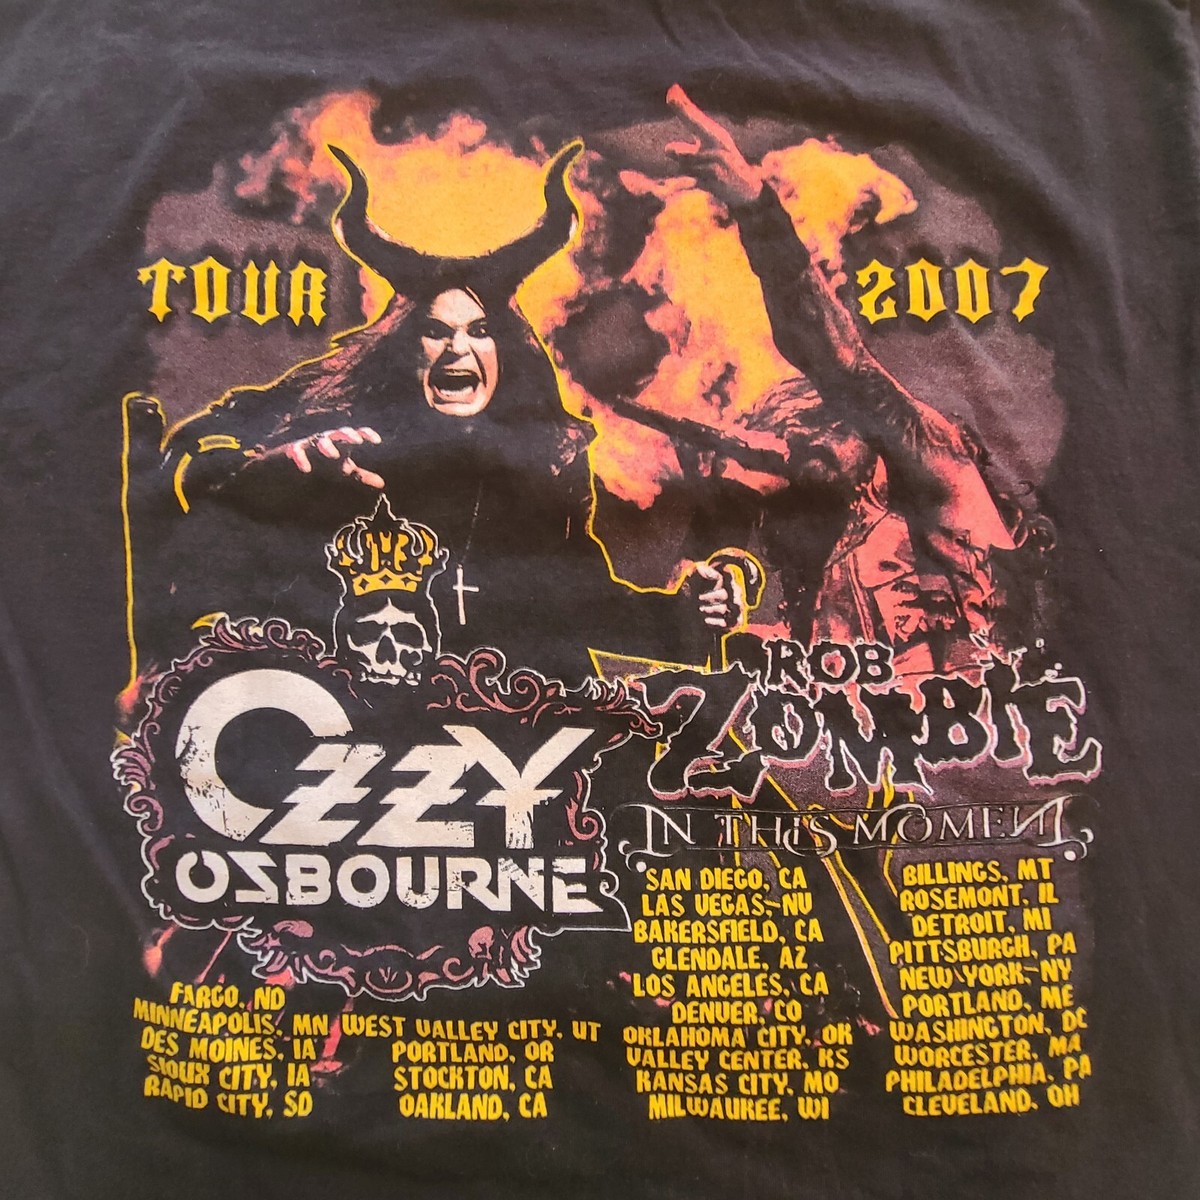 TOUR 2007
OZZY
OSBOURNE
ROB
ZOMBIE
IN THIS MOMENT
FARGO, ND
MINNEAPOLIS, MN
DES MOINES, IA
SIOUX CITY, IA
RAPID CITY, SD
WEST VALLEY CITY, UT
PORTLAND, OR
STOCKTON, CA
OAKLAND, CA
SAN DIEGO, CA
LAS VEGAS, NV
BAKERSFIELD, CA
GLENDALE, AZ
LOS ANGELES, CA
DENVER, CO
OKLAHOMA CITY, OK
VALLEY CENTER, KS
KANSAS CITY, MO
MILWAUKEE, WI
BILLINGS, MT
ROSEMONT, IL
DETROIT, MI
PITTSBURGH, PA
NEW YORK, NY
PORTLAND, ME
WASHINGTON, DC
WORCESTER, MA
PHILADELPHIA, PA
CLEVELAND, OH